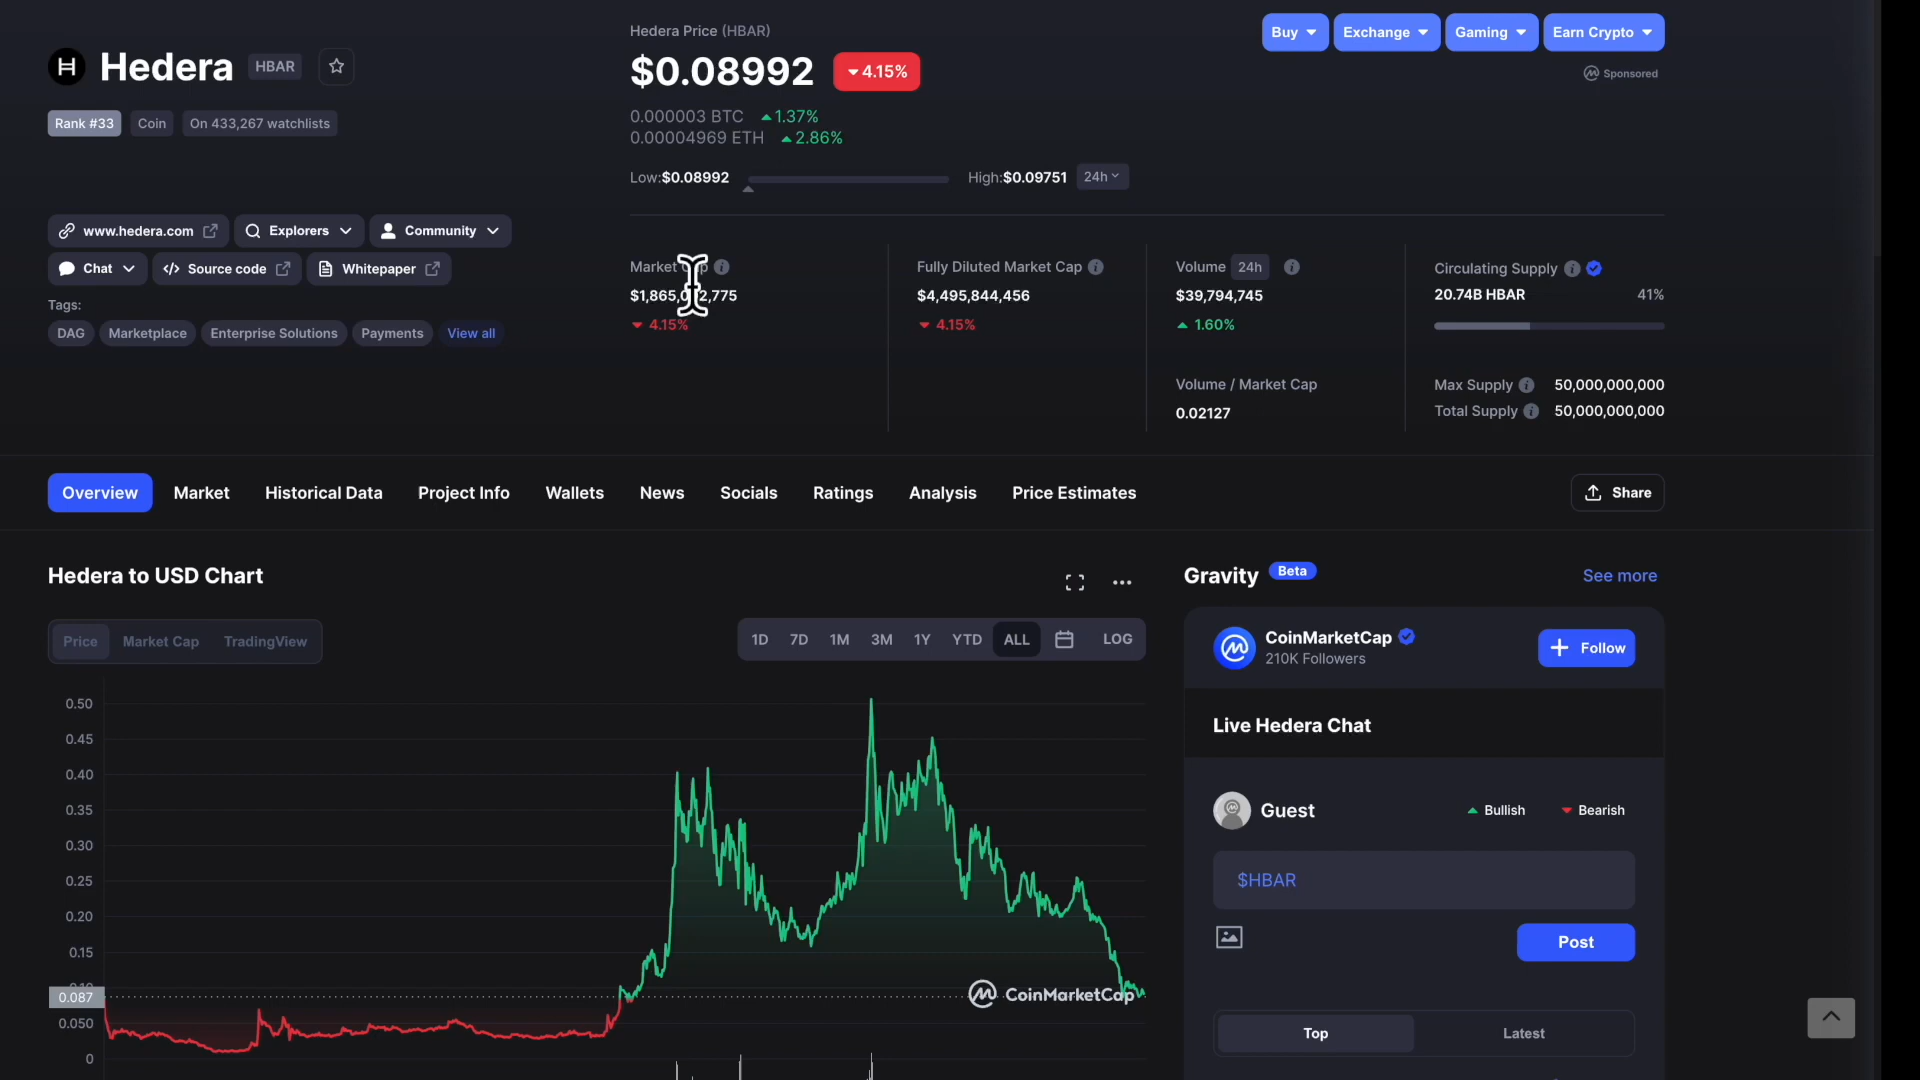 Hedera HBAR
Rank #33 Coin On 433,267 watchlists
www.hedera.com Explorers Community
Chat Source code Whitepaper
Tags:
DAG Marketplace Enterprise Solutions Payments View all
Hedera Price (HBAR)
$0.08992 4.15%
0.000003 BTC 1.37%
0.00004969 ETH 2.86%
Low:$0.08992 High:$0.09751 24h
Buy Exchange Gaming Earn Crypto
Sponsored
Market
4.15%
Fully Diluted Market Cap
$4,495,844,456
4.15%
Volume 24h
$39,794,745
1.60%
Volume / Market Cap
0.02127
Circulating Supply
20.74B HBAR 41%
Max Supply 50,000,000,000
Total Supply 50,000,000,000
Overview Market Historical Data Project Info Wallets News Socials Ratings Analysis Price Estimates Share
Hedera to USD Chart
Price Market Cap TradingView
1D 7D 1M 3M 1Y YTD ALL LOG
0.50
0.45
0.40
0.35
0.30
0.25
0.20
0.15
0.087
0.050
0
CoinMarketCap
Gravity Beta See more
CoinMarketCap
210K Followers
Follow
Live Hedera Chat
Guest Bullish Bearish
$HBAR
Post
Top Latest